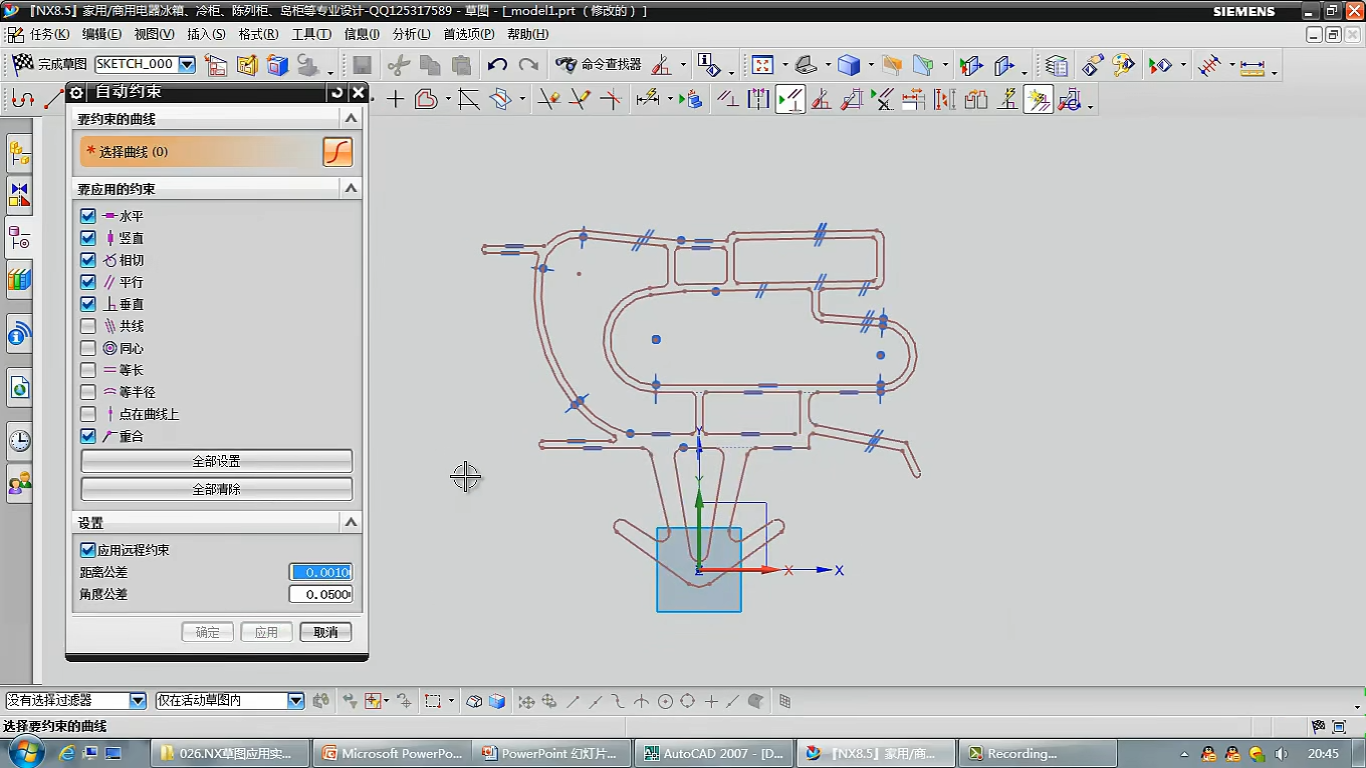 『NX8.5』家用/商用电器冰箱、冷柜、陈列柜、岛柜等专业设计-QQ125317589 - 草图 - [_model1.prt （修改的） ]
SIEMENS
任务(K) 编辑(E) 视图(V) 插入(S) 格式(R) 工具(T) 信息(I) 分析(L) 首选项(P) 帮助(H)
完成草图 SKETCH_000 命令查找器
自动约束
要约束的曲线
* 选择曲线 (0)
要应用的约束
水平
竖直
相切
平行
垂直
共线
同心
等长
等半径
点在曲线上
重合
全部设置
全部清除
设置
应用远程约束
距离公差 0.0010
角度公差 0.0500
确定 应用 取消
Y
Y
Z X X
没有选择过滤器 仅在活动草图内
选择要约束的曲线
026.NX草图应用实... Microsoft PowerPo... PowerPoint 幻灯片... AutoCAD 2007 - [D... 『NX8.5』家用/商... Recording... 20:45